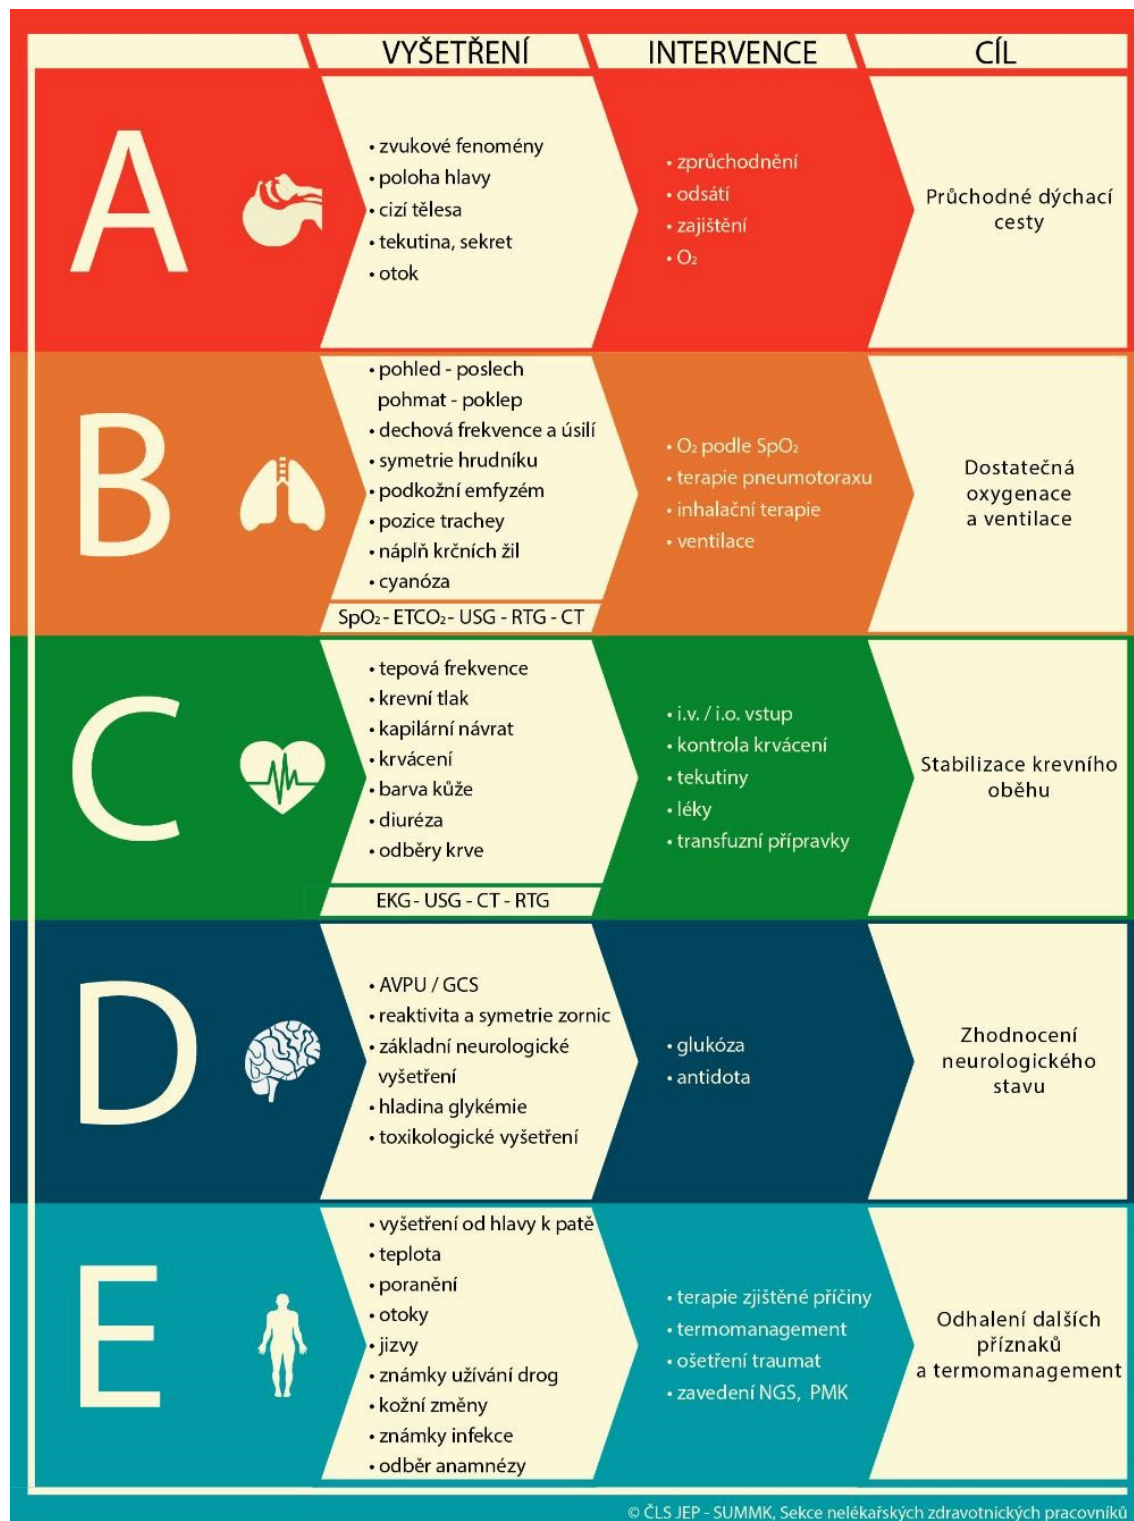 VYŠETŘENÍ
INTERVENCE
CÍL
A
• zvukové fenomény
• poloha hlavy
• cizí tělesa
• tekutina, sekret
• otok
• zprůchodnění
• odsátí
• zajištění
• O₂
Průchodné dýchací
cesty
B
• pohled - poslech
pohmat - poklep
• dechová frekvence a úsilí
• symetrie hrudníku
• podkožní emfyzém
• pozice trachey
• náplň krčních žil
• cyanóza
SpO₂ - ETCO₂ - USG - RTG - CT
• O₂ podle SpO₂
• terapie pneumotoraxu
• inhalační terapie
• ventilace
Dostatečná
oxygenace
a ventilace
C
• tepová frekvence
• krevní tlak
• kapilární návrat
• krvácení
• barva kůže
• diuréza
• odběry krve
EKG - USG - CT - RTG
• i.v. / i.o. vstup
• kontrola krvácení
• tekutiny
• léky
• transfuzní přípravky
Stabilizace krevního
oběhu
D
• AVPU / GCS
• reaktivita a symetrie zornic
• základní neurologické
vyšetření
• hladina glykémie
• toxikologické vyšetření
• glukóza
• antidota
Zhodnocení
neurologického
stavu
E
• vyšetření od hlavy k patě
• teplota
• poranění
• otoky
• jizvy
• známky užívání drog
• kožní změny
• známky infekce
• odběr anamnézy
• terapie zjištěné příčiny
• termomanagement
• ošetření traumat
• zavedení NGS, PMK
Odhalení dalších
příznaků
a termomanagement
© ČLS JEP - SUMMK, Sekce nelékařských zdravotnických pracovníků